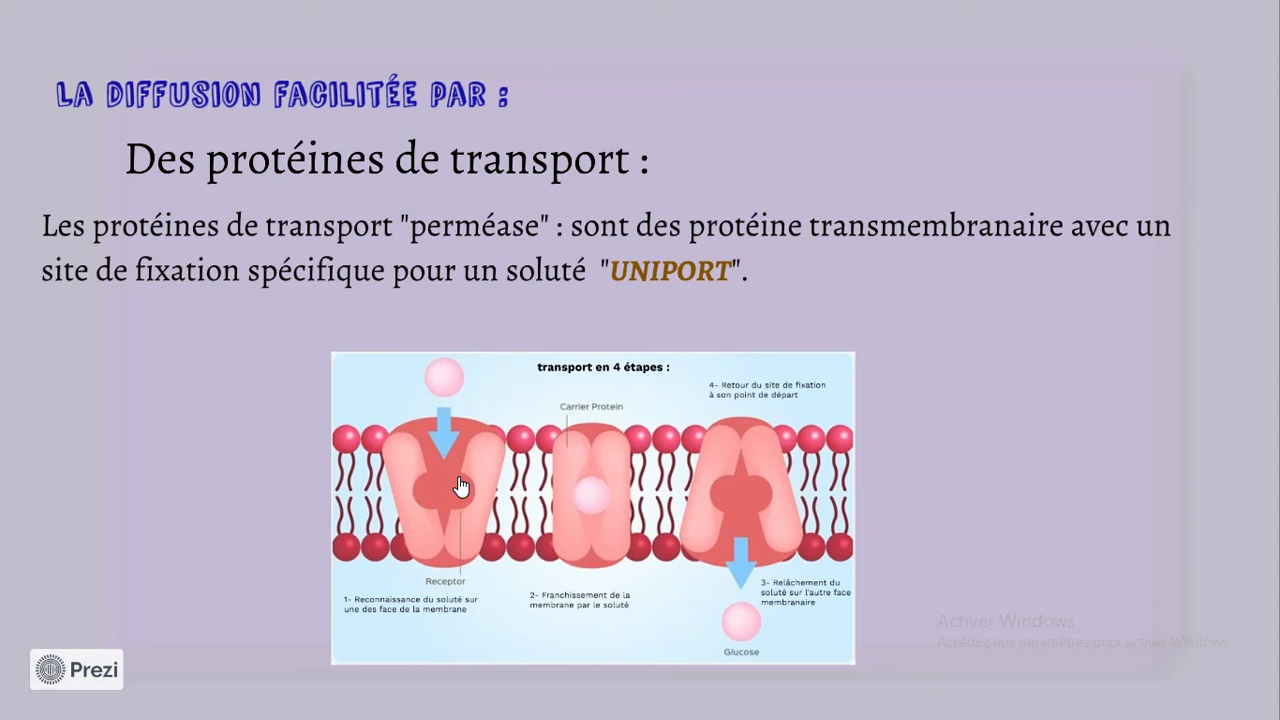 LA DIFFUSION FACILITÉE PAR :
Des protéines de transport :
Les protéines de transport "perméase" : sont des protéine transmembranaire avec un
site de fixation spécifique pour un soluté "UNIPORT".
transport en 4 étapes :
4- Retour du site de fixation
à son point de départ
Carrier Protein
Receptor
1- Reconnaissance du soluté sur
une des face de la membrane
2- Franchissement de la
membrane par le soluté
3- Relâchement du
soluté sur l'autre face
membranaire
Glucose
Activer Windows
Accédez aux paramètres pour activer Windows.
Prezi